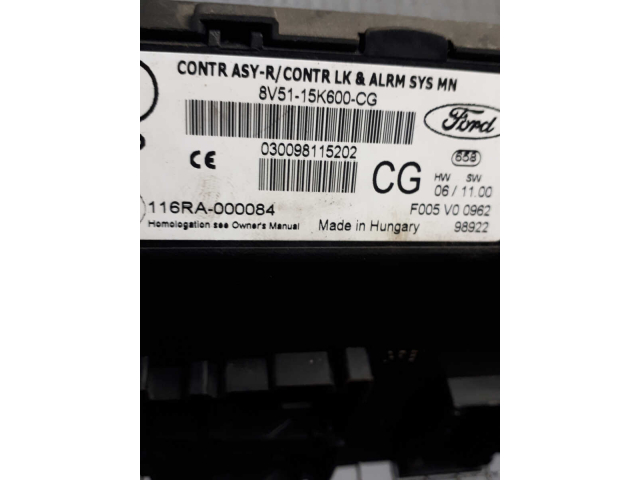 CONTR ASY-R/CONTR LK & ALRM SYS MN
8V51-15K600-CG
Ford
030098115202
CE
CG
658
HW SW
06/11.00
116RA-000084
F005 V0 0962
Homologation see Owner's Manual
Made in Hungary
98922